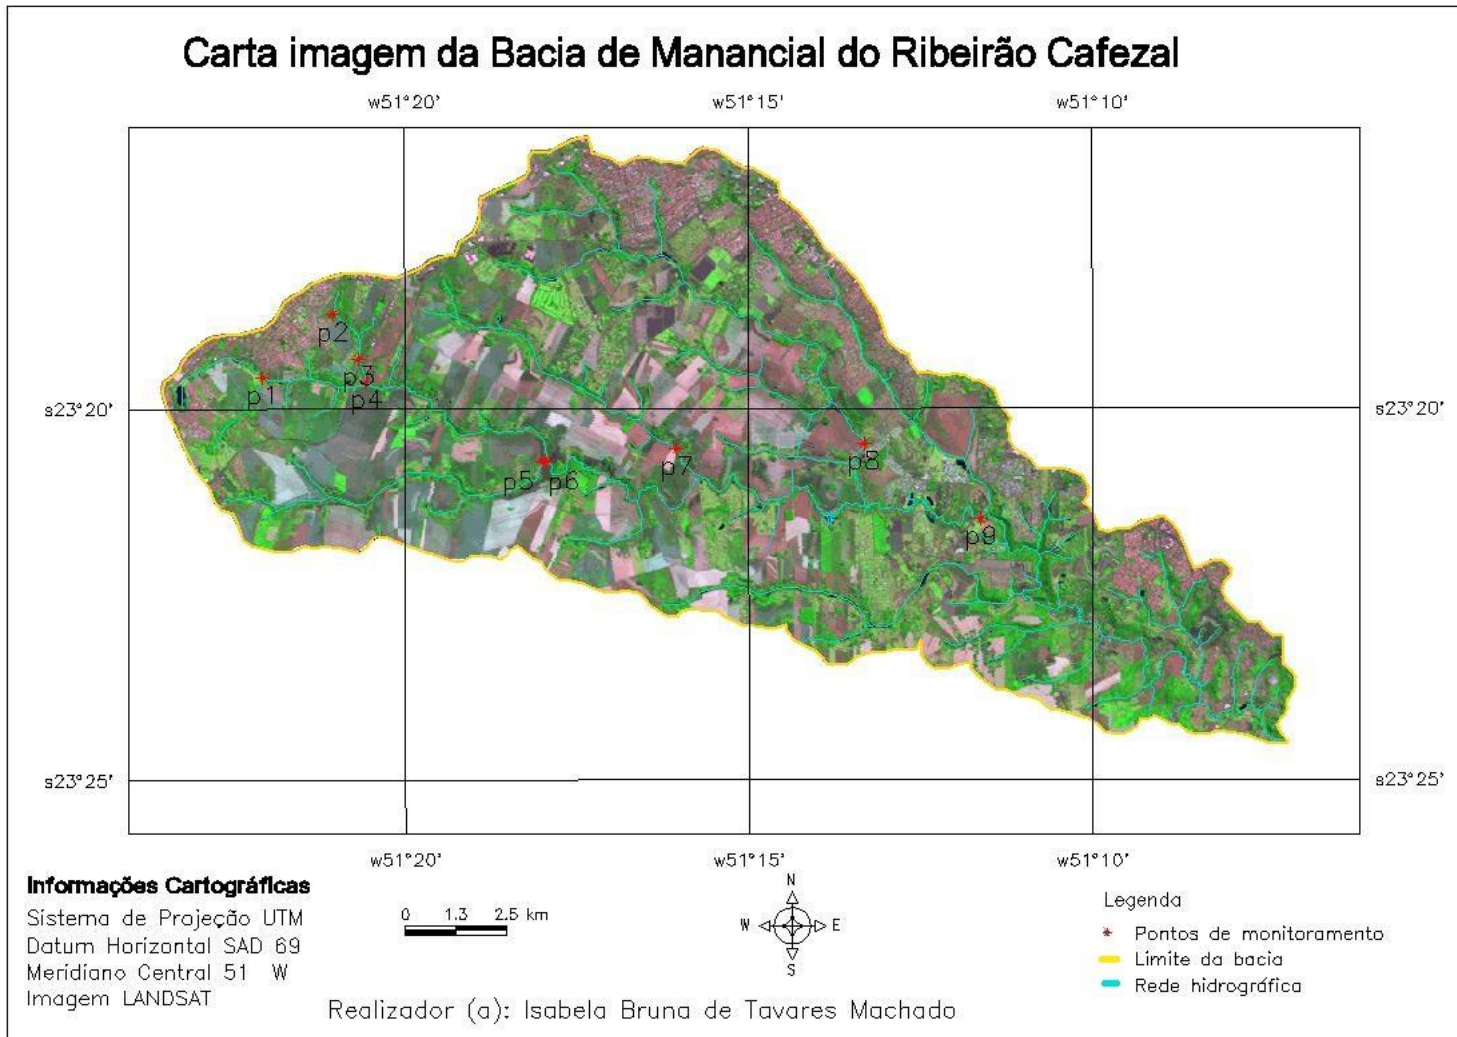 Carta imagem da Bacia de Manancial do Ribeirão Cafezal
w51°20' w51°15' w51°10'
p2
p3
p1 p4
s23°20' s23°20'
p8
p5 p6 p7
p9
s23°25' s23°25'
w51°20' w51°15' w51°10'
Informações Cartográficas
Sistema de Projeção UTM
Datum Horizontal SAD 69
Meridiano Central 51 W
Imagem LANDSAT
0 1.3 2.5 km
N
W E
S
Legenda
Pontos de monitoramento
Limite da bacia
Rede hidrográfica
Realizador (a): Isabela Bruna de Tavares Machado